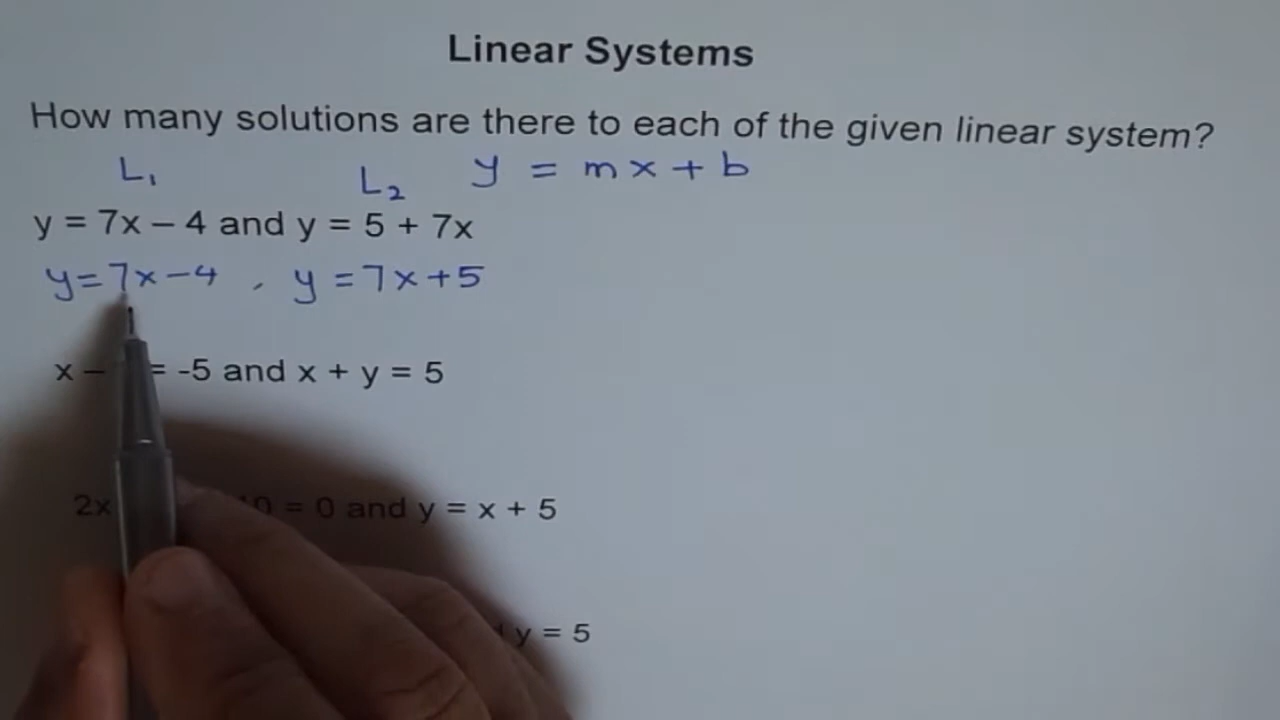 Linear Systems
How many solutions are there to each of the given linear system?
L₁ L₂ y = mx + b
y = 7x – 4 and y = 5 + 7x
y = 7x – 4 , y = 7x + 5
x – = -5 and x + y = 5
2x = 0 and y = x + 5
y = 5